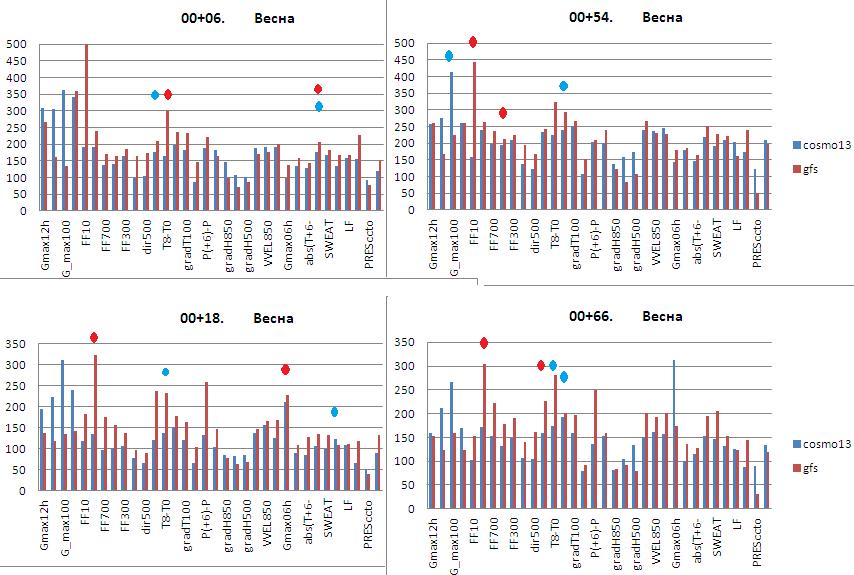 00+06. Весна
500
450
400
350
300
250
200
150
100
50
0
Gmax12h
G_max100
FF10
FF700
FF300
dir500
T8-T0
gradT100
P(+6)-P
gradH850
gradH500
VVEL850
Gmax06h
abs(T+6-
SWEAT
LF
PRESccto
00+54. Весна
500
450
400
350
300
250
200
150
100
50
0
Gmax12h
G_max100
FF10
FF700
FF300
dir500
T8-T0
gradT100
P(+6)-P
gradH850
gradH500
VVEL850
Gmax06h
abs(T+6-
SWEAT
LF
PRESccto
cosmo13
gfs
00+18. Весна
350
300
250
200
150
100
50
0
Gmax12h
G_max100
FF10
FF700
FF300
dir500
T8-T0
gradT100
P(+6)-P
gradH850
gradH500
VVEL850
Gmax06h
abs(T+6-
SWEAT
LF
PRESccto
00+66. Весна
350
300
250
200
150
100
50
0
Gmax12h
G_max100
FF10
FF700
FF300
dir500
T8-T0
gradT100
P(+6)-P
gradH850
gradH500
VVEL850
Gmax06h
abs(T+6-
SWEAT
LF
PRESccto
cosmo13
gfs